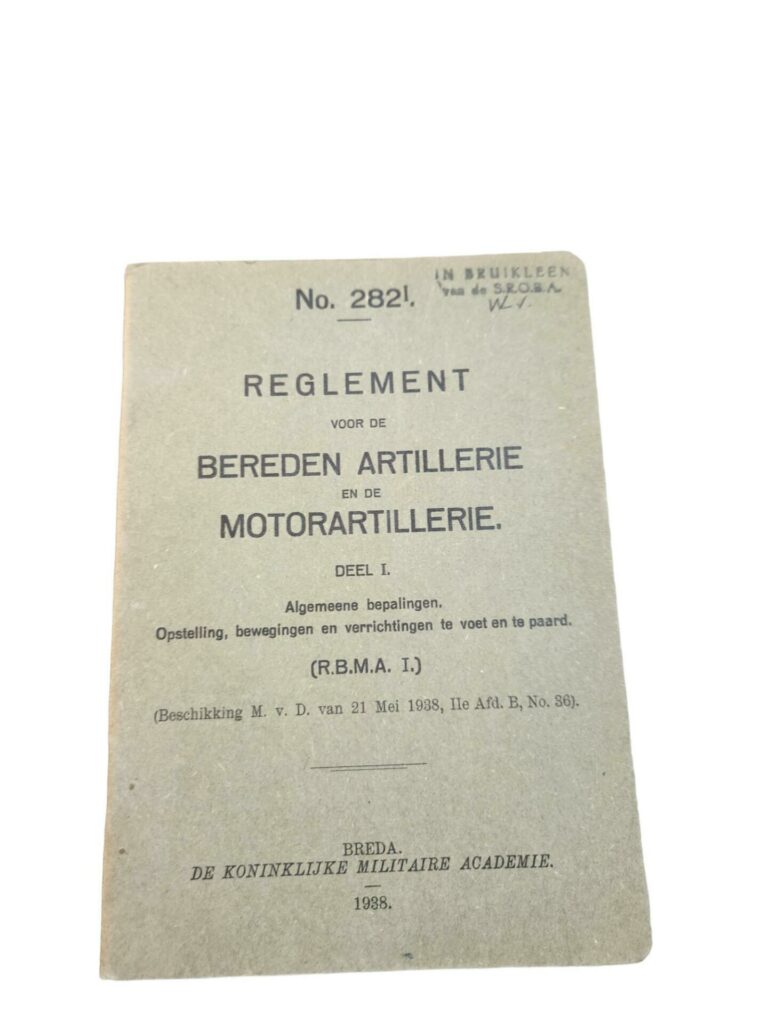 IN BRUIKLEEN
van de S.R.O.B.A.
No. 282I.
REGLEMENT
VOOR DE
BEREDEN ARTILLERIE
EN DE
MOTORARTILLERIE.
DEEL I.
Algemeene bepalingen.
Opstelling, bewegingen en verrichtingen te voet en te paard.
(R.B.M.A. I.)
(Beschikking M. v. D. van 21 Mei 1938, IIe Afd. B, No. 36).
BREDA.
DE KONINKLIJKE MILITAIRE ACADEMIE.
1938.